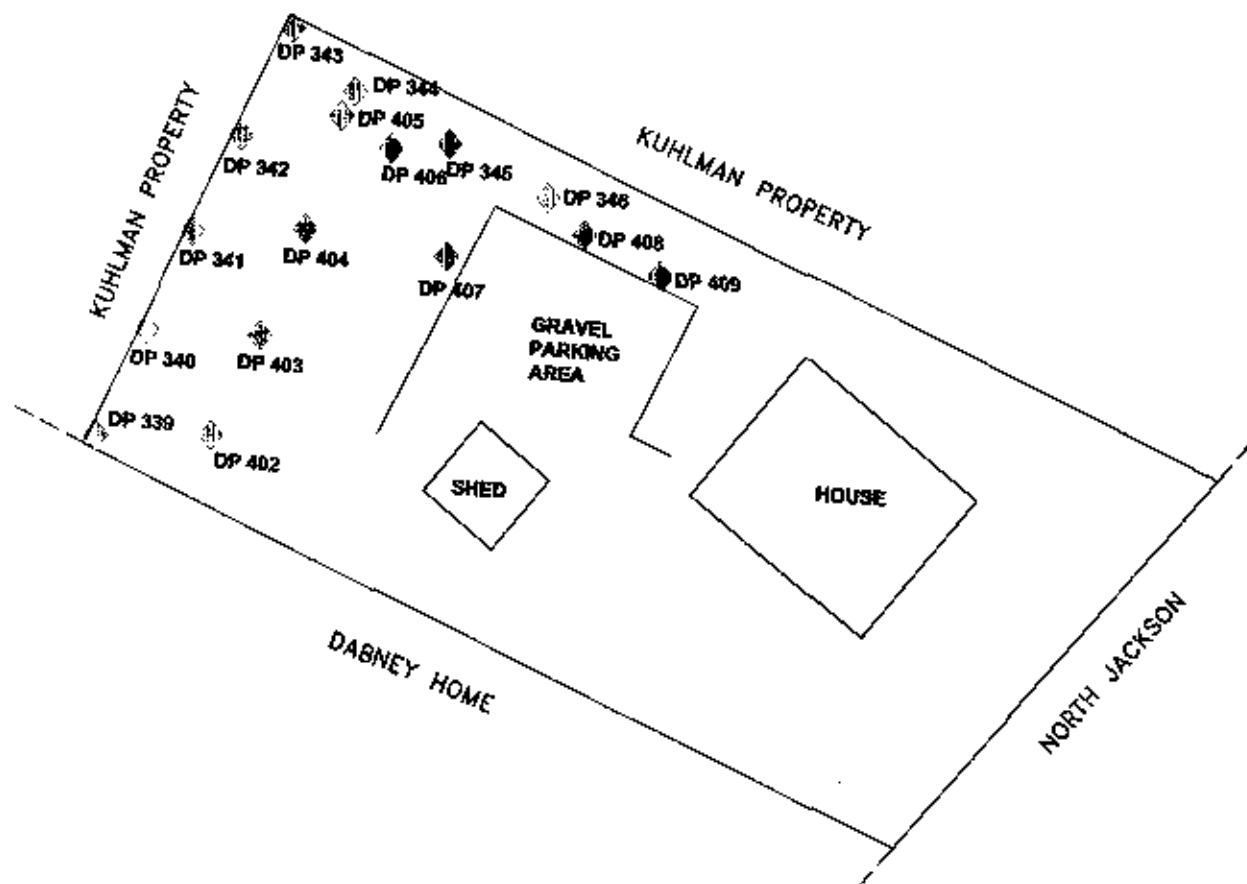 DP 343
DP 344
DP 405
KUHLMAN PROPERTY
DP 342
DP 406
DP 345
KUHLMAN PROPERTY
DP 346
DP 341
DP 404
DP 408
DP 407
DP 409
DP 340
DP 403
GRAVEL
PARKING
AREA
DP 339
DP 402
SHED
HOUSE
DABNEY HOME
NORTH JACKSON